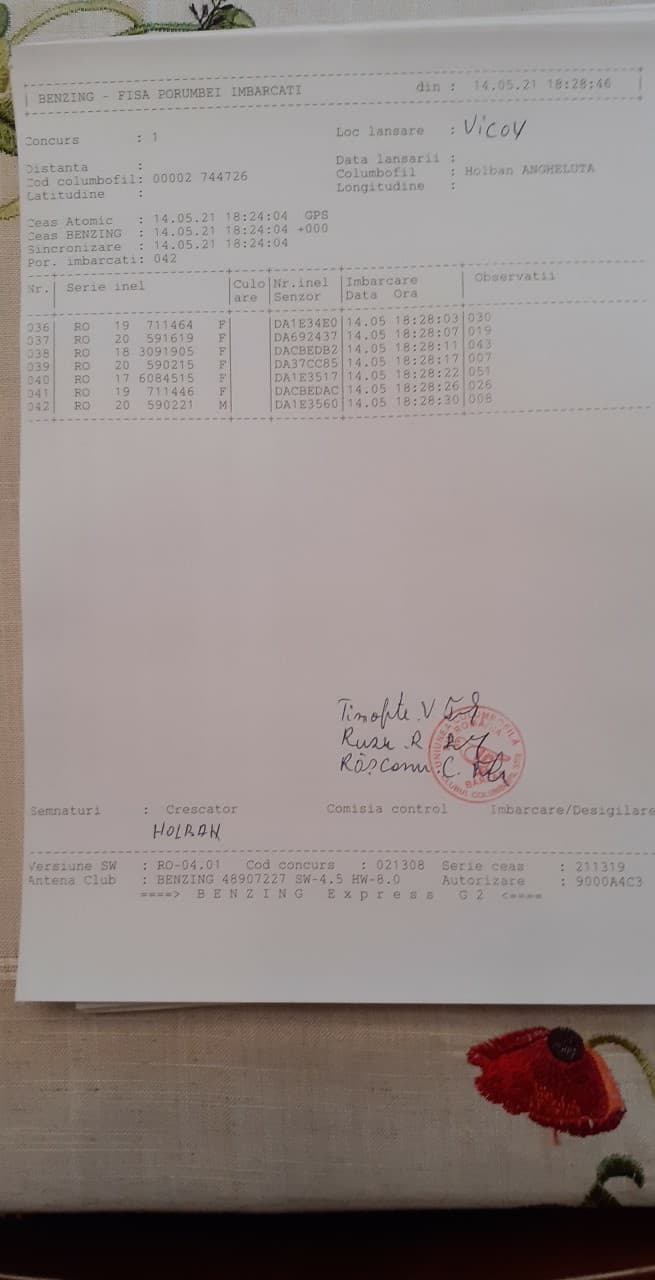 BENZING - FISA PORUMBEI IMBARCATI din : 14.05.21 18:28:46
Concurs : 1 Loc lansare : VICOV
Distanta : Data lansarii :
Cod columbofil: 00002 744726 Columbofil : Holban ANGHELUTA
Latitudine : Longitudine :
Ceas Atomic : 14.05.21 18:24:04 GPS
Ceas BENZING : 14.05.21 18:24:04 +000
Sincronizare : 14.05.21 18:24:04
Por. imbarcati: 042
Nr. Serie inel Culo Nr.inel Imbarcare Observatii
are Senzor Data Ora
036 RO 19 711464 F DA1E34E0 14.05 18:28:03 030
037 RO 20 591619 F DA692437 14.05 18:28:07 019
038 RO 18 3091905 F DACBEDB2 14.05 18:28:11 043
039 RO 20 590215 F DA37CC85 14.05 18:28:17 007
040 RO 17 6084515 F DA1E3517 14.05 18:28:22 051
041 RO 19 711446 F DACBEDAC 14.05 18:28:26 026
042 RO 20 590221 M DA1E3560 14.05 18:28:30 008
Timofte V
Rusu R
Râșcanu C.
Semnaturi : Crescator Comisia control Imbarcare/Desigilare
HOLBAN
Versiune SW : RO-04.01 Cod concurs : 021308 Serie ceas : 211319
Antena Club : BENZING 48907227 SW-4.5 HW-8.0 Autorizare : 9000A4C3
====> B E N Z I N G E x p r e s s G 2 <====